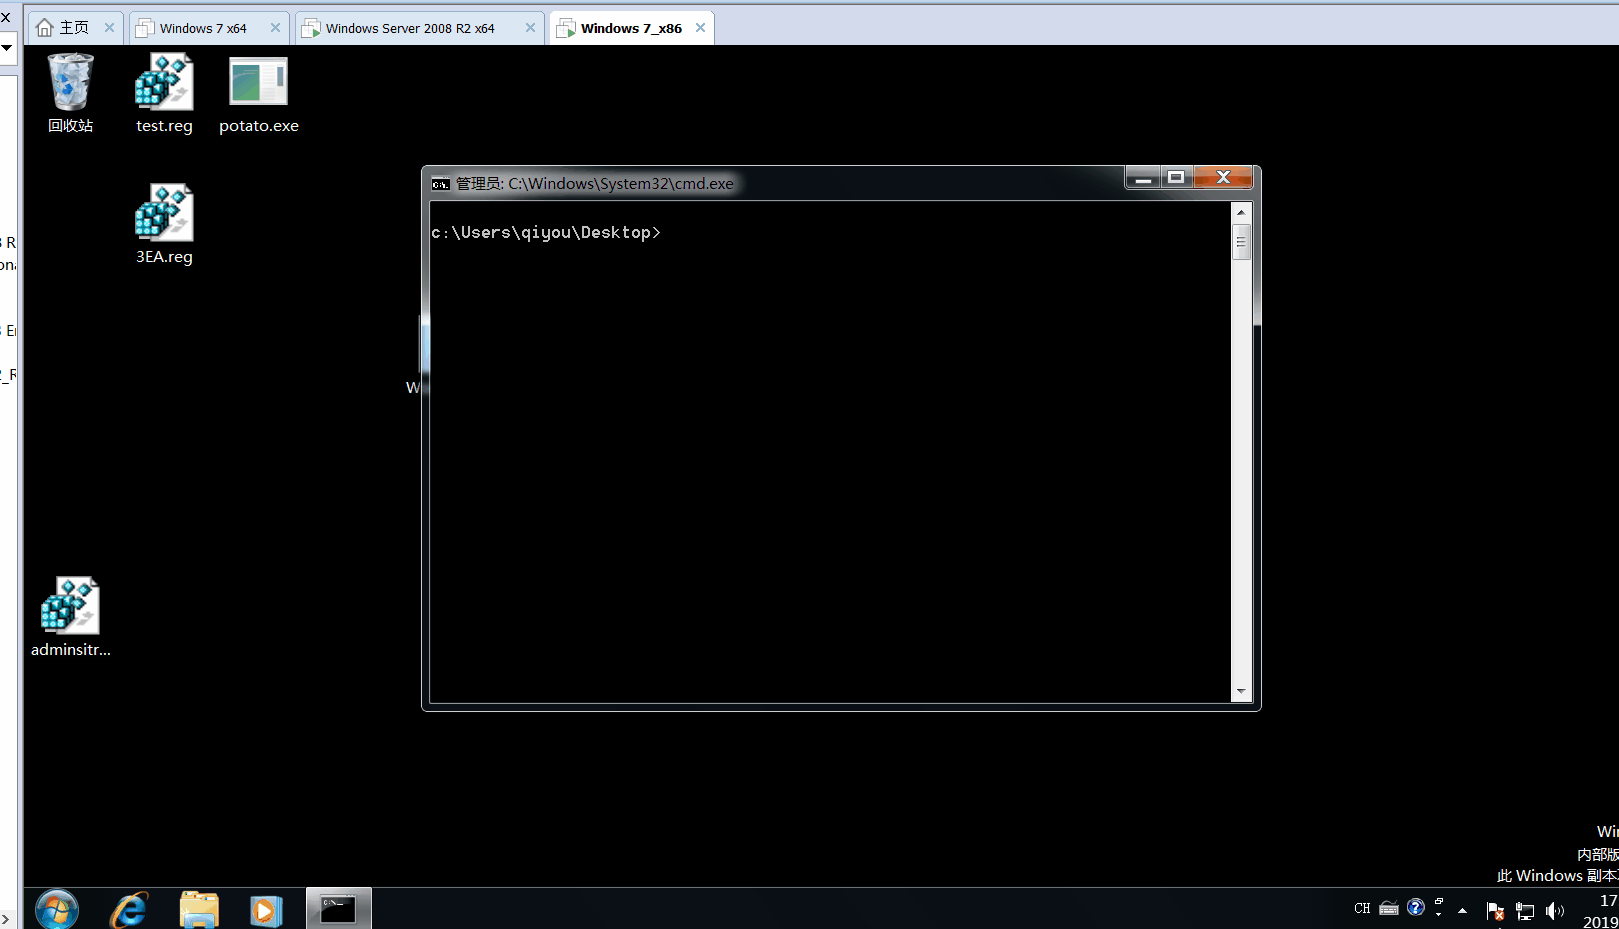 主页
Windows 7 x64
Windows Server 2008 R2 x64
Windows 7_x86
回收站
test.reg
potato.exe
管理员: C:\Windows\System32\cmd.exe
c:\Users\qiyou\Desktop>
3EA.reg
W
adminsitr...
Win
内部版
此 Windows 副本
CH
17
2019